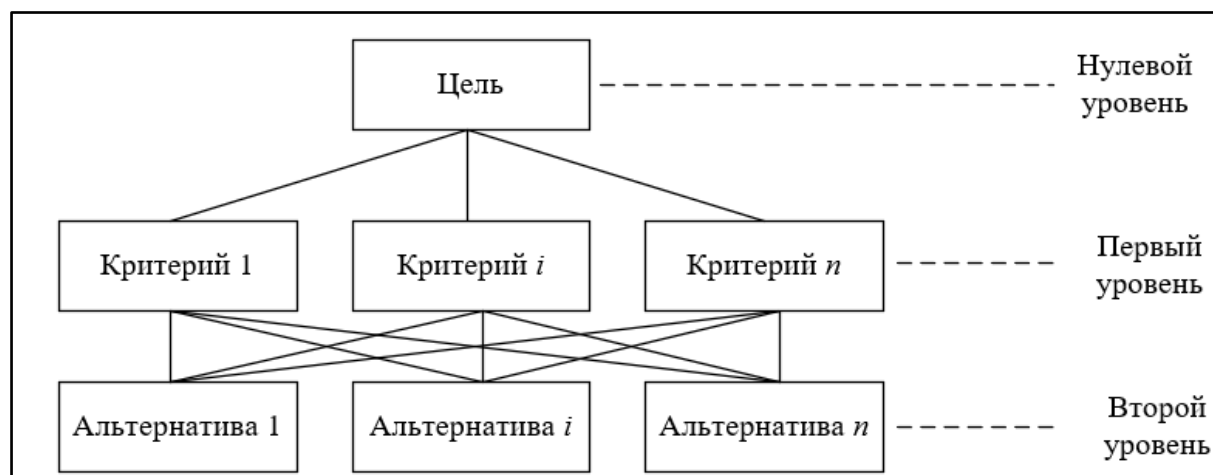 Цель
Нулевой
уровень
Критерий 1
Критерий i
Критерий n
Первый
уровень
Альтернатива 1
Альтернатива i
Альтернатива n
Второй
уровень